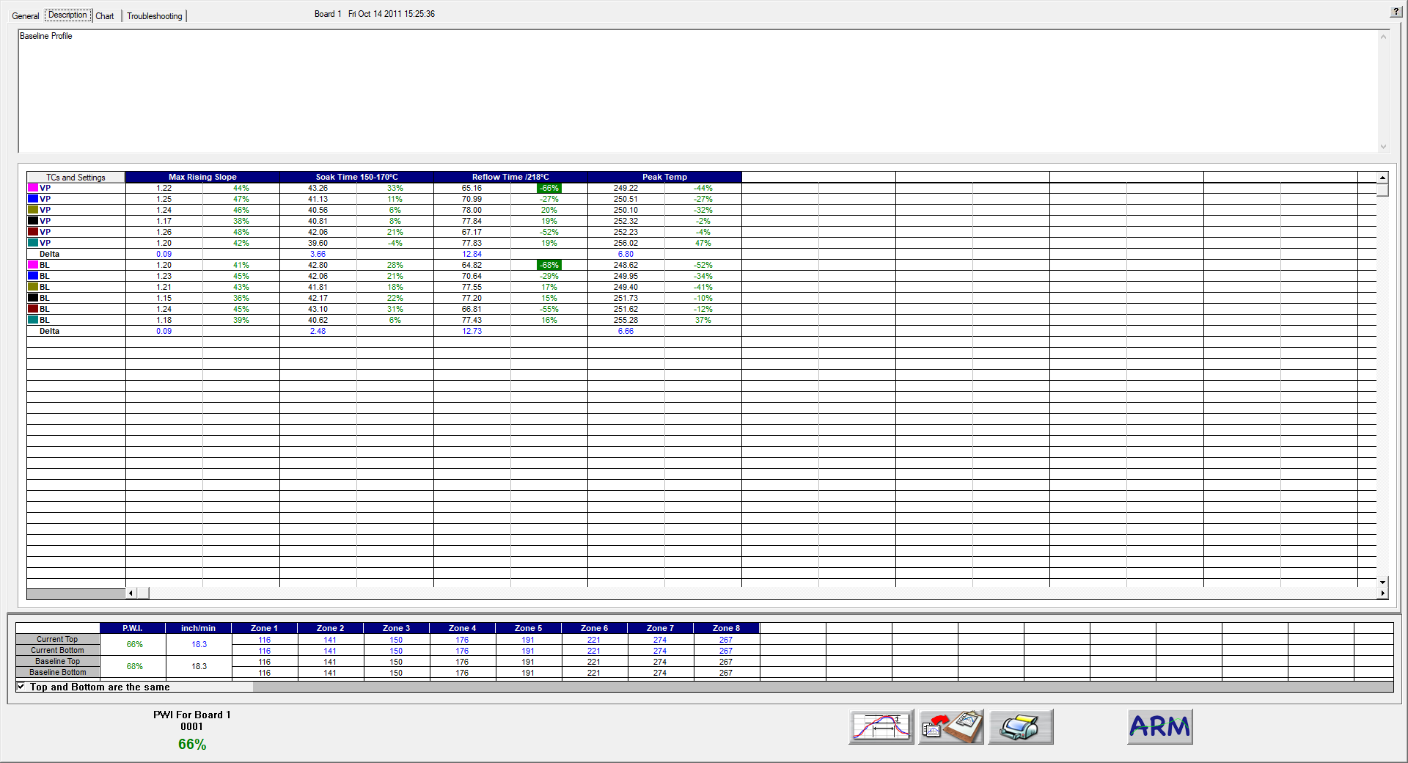 General Description Chart Troubleshooting Board 1 Fri Oct 14 2011 15:25:36 ?
Baseline Profile
TCs and Settings Max Rising Slope Soak Time 150-170ºC Reflow Time /218ºC Peak Temp
VP 1.22 44% 43.26 33% 65.16 -66% 249.22 -44%
VP 1.25 47% 41.13 11% 70.99 -27% 250.51 -27%
VP 1.24 46% 40.56 6% 78.00 20% 250.10 -32%
VP 1.17 38% 40.81 8% 77.84 19% 252.32 -2%
VP 1.26 48% 42.06 21% 67.17 -52% 252.23 -4%
VP 1.20 42% 39.60 -4% 77.83 19% 256.02 47%
Delta 0.09 3.66 12.84 6.80
BL 1.20 41% 42.80 28% 64.82 -68% 248.62 -52%
BL 1.23 45% 42.06 21% 70.64 -29% 249.95 -34%
BL 1.21 43% 41.81 18% 77.55 17% 249.40 -41%
BL 1.15 36% 42.17 22% 77.20 15% 251.73 -10%
BL 1.24 45% 43.10 31% 66.81 -55% 251.62 -12%
BL 1.18 39% 40.62 6% 77.43 16% 255.28 37%
Delta 0.09 2.48 12.73 6.66
P.W.I. inch/min Zone 1 Zone 2 Zone 3 Zone 4 Zone 5 Zone 6 Zone 7 Zone 8
Current Top 66% 18.3 116 141 150 176 191 221 274 267
Current Bottom 116 141 150 176 191 221 274 267
Baseline Top 68% 18.3 116 141 150 176 191 221 274 267
Baseline Bottom 116 141 150 176 191 221 274 267
Top and Bottom are the same
PWI For Board 1
0001
66%
ARM